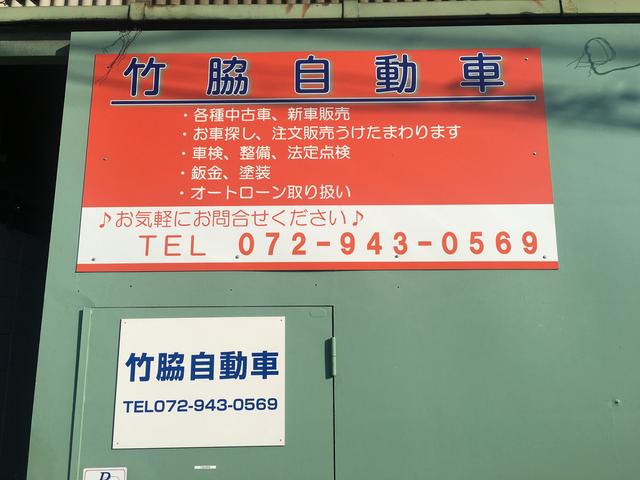 竹脇自動車
・各種中古車、新車販売
・お車探し、注文販売うけたまわります
・車検、整備、法定点検
・鈑金、塗装
・オートローン取り扱い
♪お気軽にお問合せください♪
TEL 072-943-0569
竹脇自動車
TEL072-943-0569